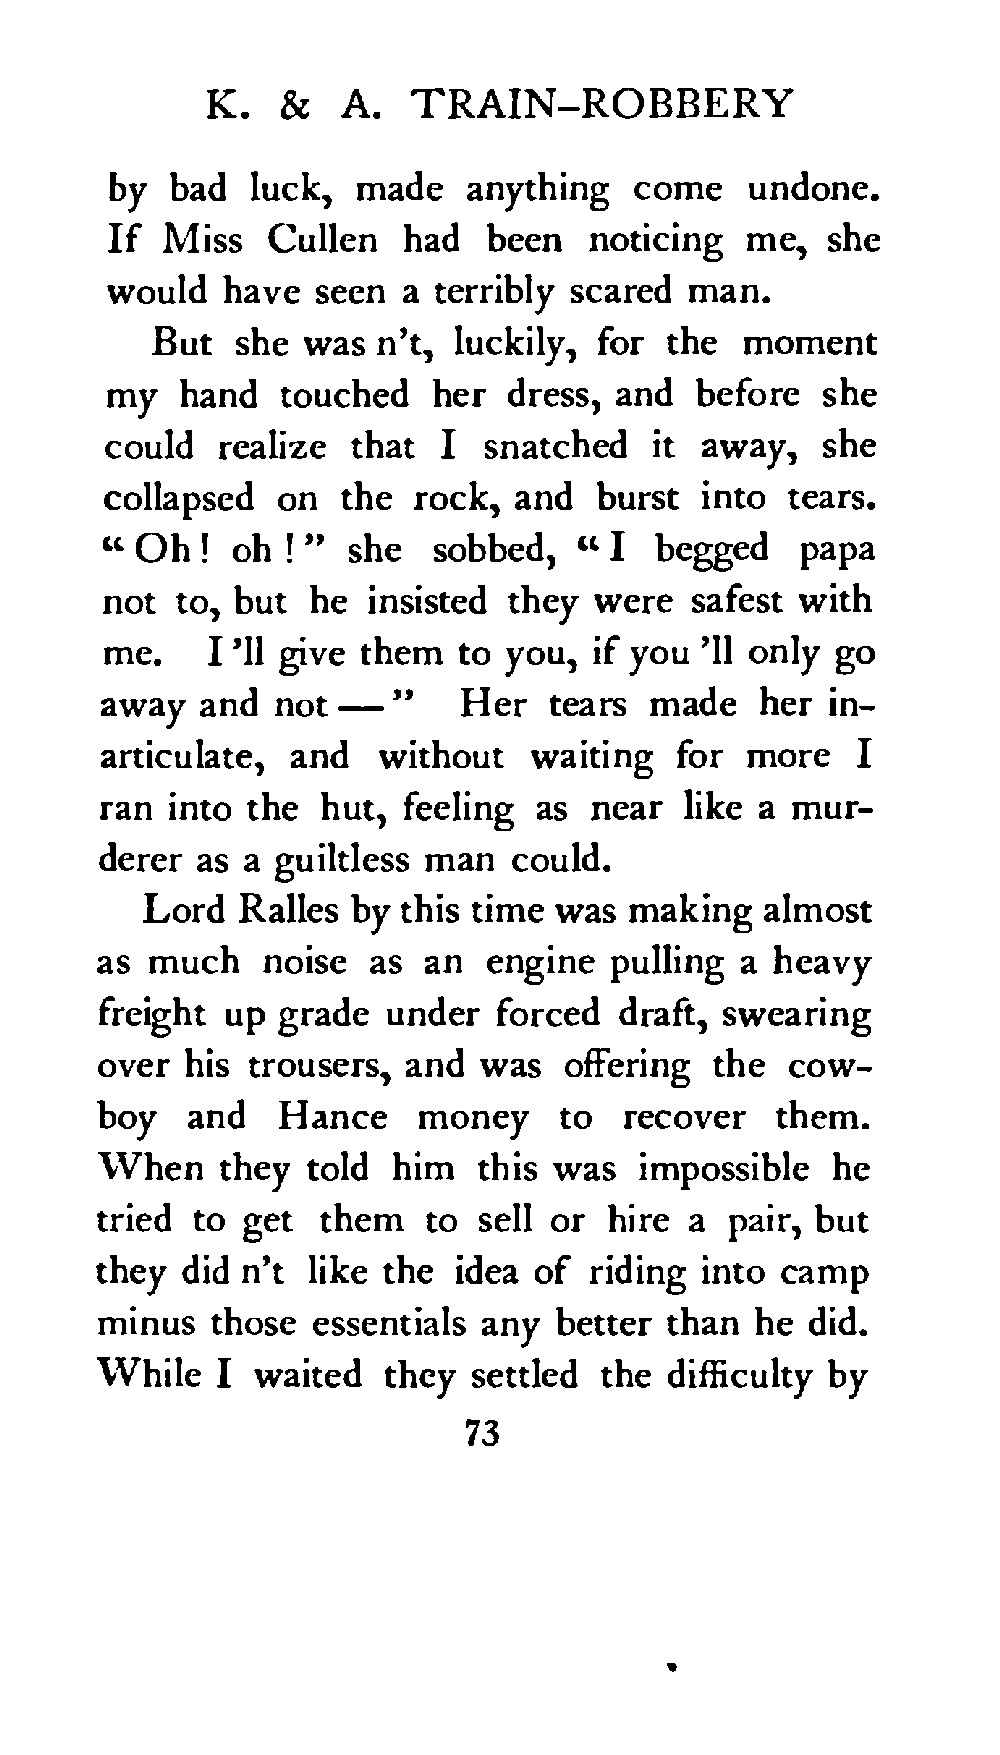 K. & A. TRAIN-ROBBERY
by bad luck, made anything come undone.
If Miss Cullen had been noticing me, she
would have seen a terribly scared man.
But she was n't, luckily, for the moment
my hand touched her dress, and before she
could realize that I snatched it away, she
collapsed on the rock, and burst into tears.
“ Oh ! oh ! ” she sobbed, “ I begged papa
not to, but he insisted they were safest with
me. I 'll give them to you, if you 'll only go
away and not — ” Her tears made her in-
articulate, and without waiting for more I
ran into the hut, feeling as near like a mur-
derer as a guiltless man could.
Lord Ralles by this time was making almost
as much noise as an engine pulling a heavy
freight up grade under forced draft, swearing
over his trousers, and was offering the cow-
boy and Hance money to recover them.
When they told him this was impossible he
tried to get them to sell or hire a pair, but
they did n't like the idea of riding into camp
minus those essentials any better than he did.
While I waited they settled the difficulty by
73